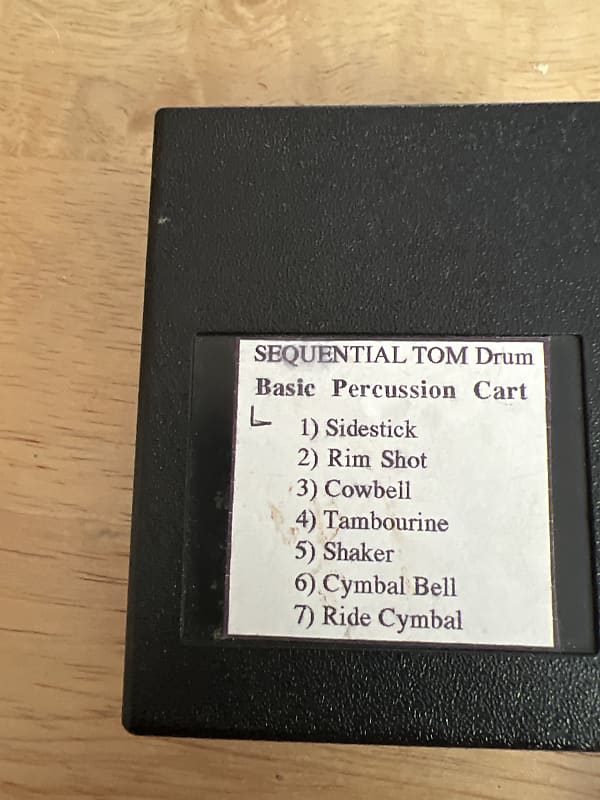 SEQUENTIAL TOM Drum
Basic Percussion Cart
L
1) Sidestick
2) Rim Shot
3) Cowbell
4) Tambourine
5) Shaker
6) Cymbal Bell
7) Ride Cymbal